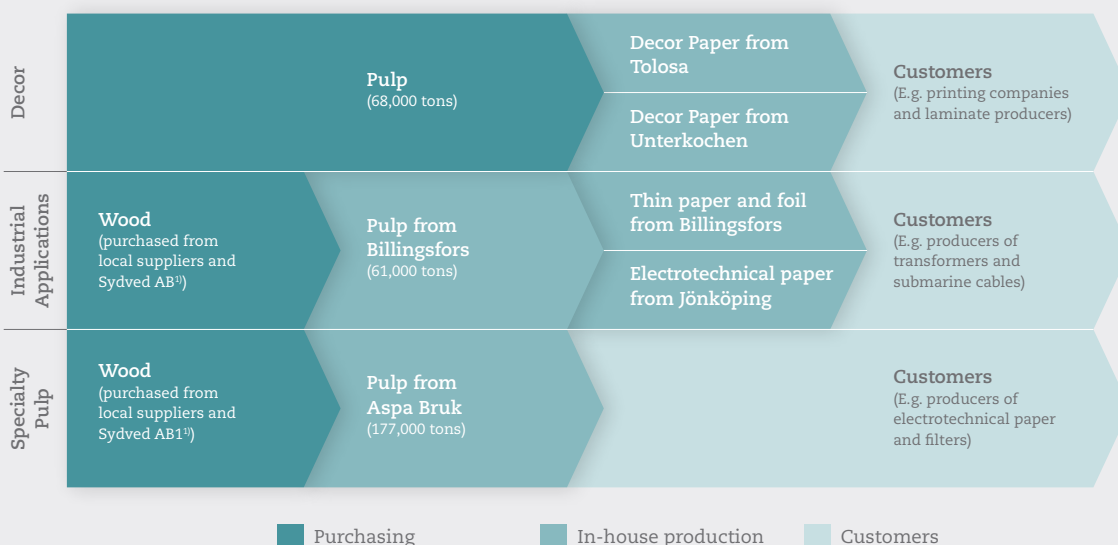 Decor
Pulp
(68,000 tons)
Decor Paper from
Tolosa
Decor Paper from
Unterkochen
Customers
(E.g. printing companies
and laminate producers)
Industrial
Applications
Wood
(purchased from
local suppliers and
Sydved AB¹⁾)
Pulp from
Billingsfors
(61,000 tons)
Thin paper and foil
from Billingsfors
Electrotechnical paper
from Jönköping
Customers
(E.g. producers of
transformers and
submarine cables)
Specialty
Pulp
Wood
(purchased from
local suppliers and
Sydved AB1¹⁾)
Pulp from
Aspa Bruk
(177,000 tons)
Customers
(E.g. producers of
electrotechnical paper
and filters)
Purchasing
In-house production
Customers